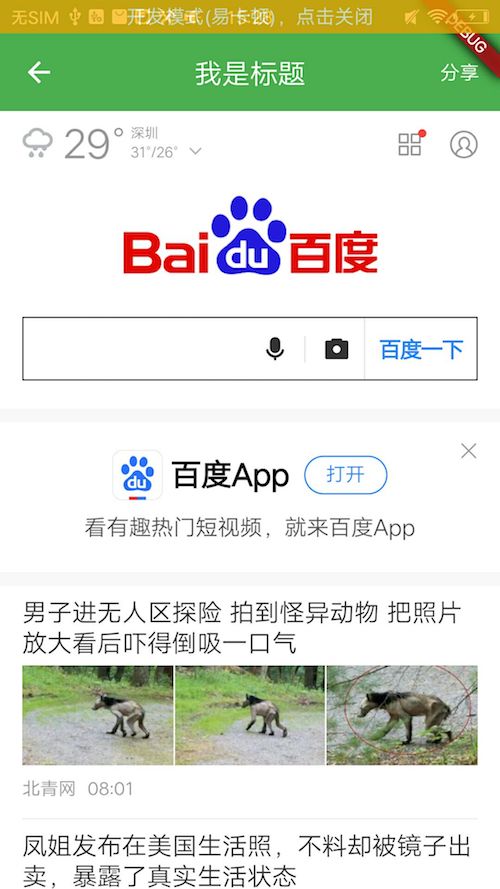 无SIM
开发模式(易卡顿)，点击关闭
DEBUG
我是标题
分享
29°
深圳
31°/26°
Bai du 百度
百度一下
du
百度App
打开
看有趣热门短视频，就来百度App
男子进无人区探险 拍到怪异动物 把照片
放大看后吓得倒吸一口气
北青网 08:01
凤姐发布在美国生活照，不料却被镜子出
卖，暴露了真实生活状态